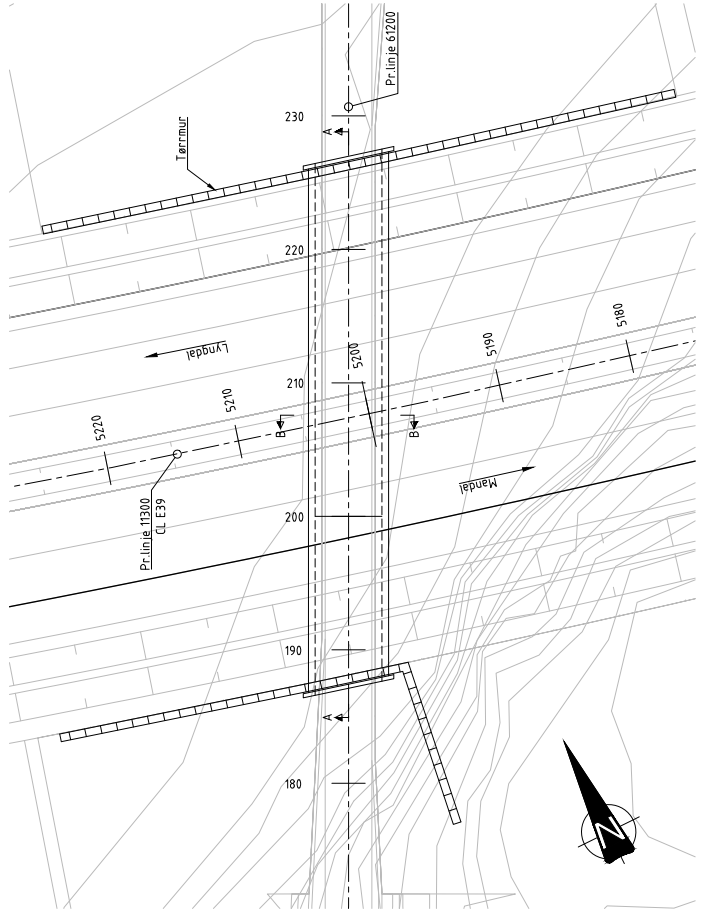 Pr.linje 61200
230
A
Tørrmur
220
Lyngdal
5180
5190
5200
210
5210
5220
B
B
Mandal
Pr.linje 11300
CL E39
200
190
A
180
N